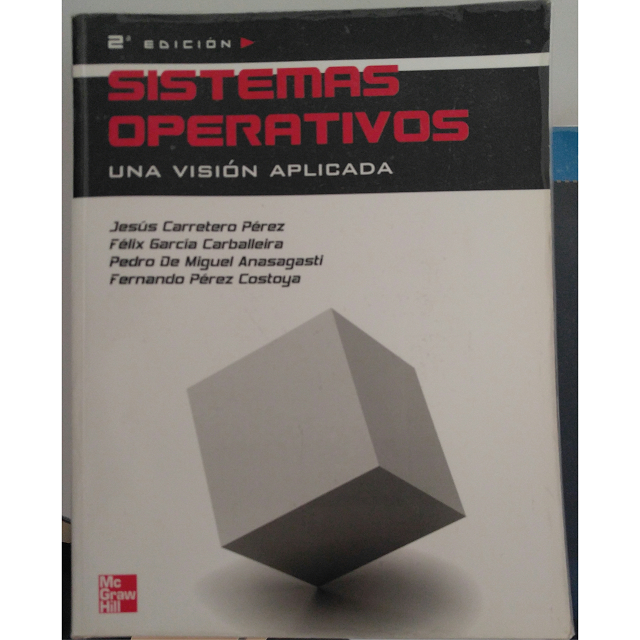 2ª EDICIÓN
SISTEMAS
OPERATIVOS
UNA VISIÓN APLICADA
Jesús Carretero Pérez
Félix García Carballeira
Pedro De Miguel Anasagasti
Fernando Pérez Costoya
Mc
Graw
Hill